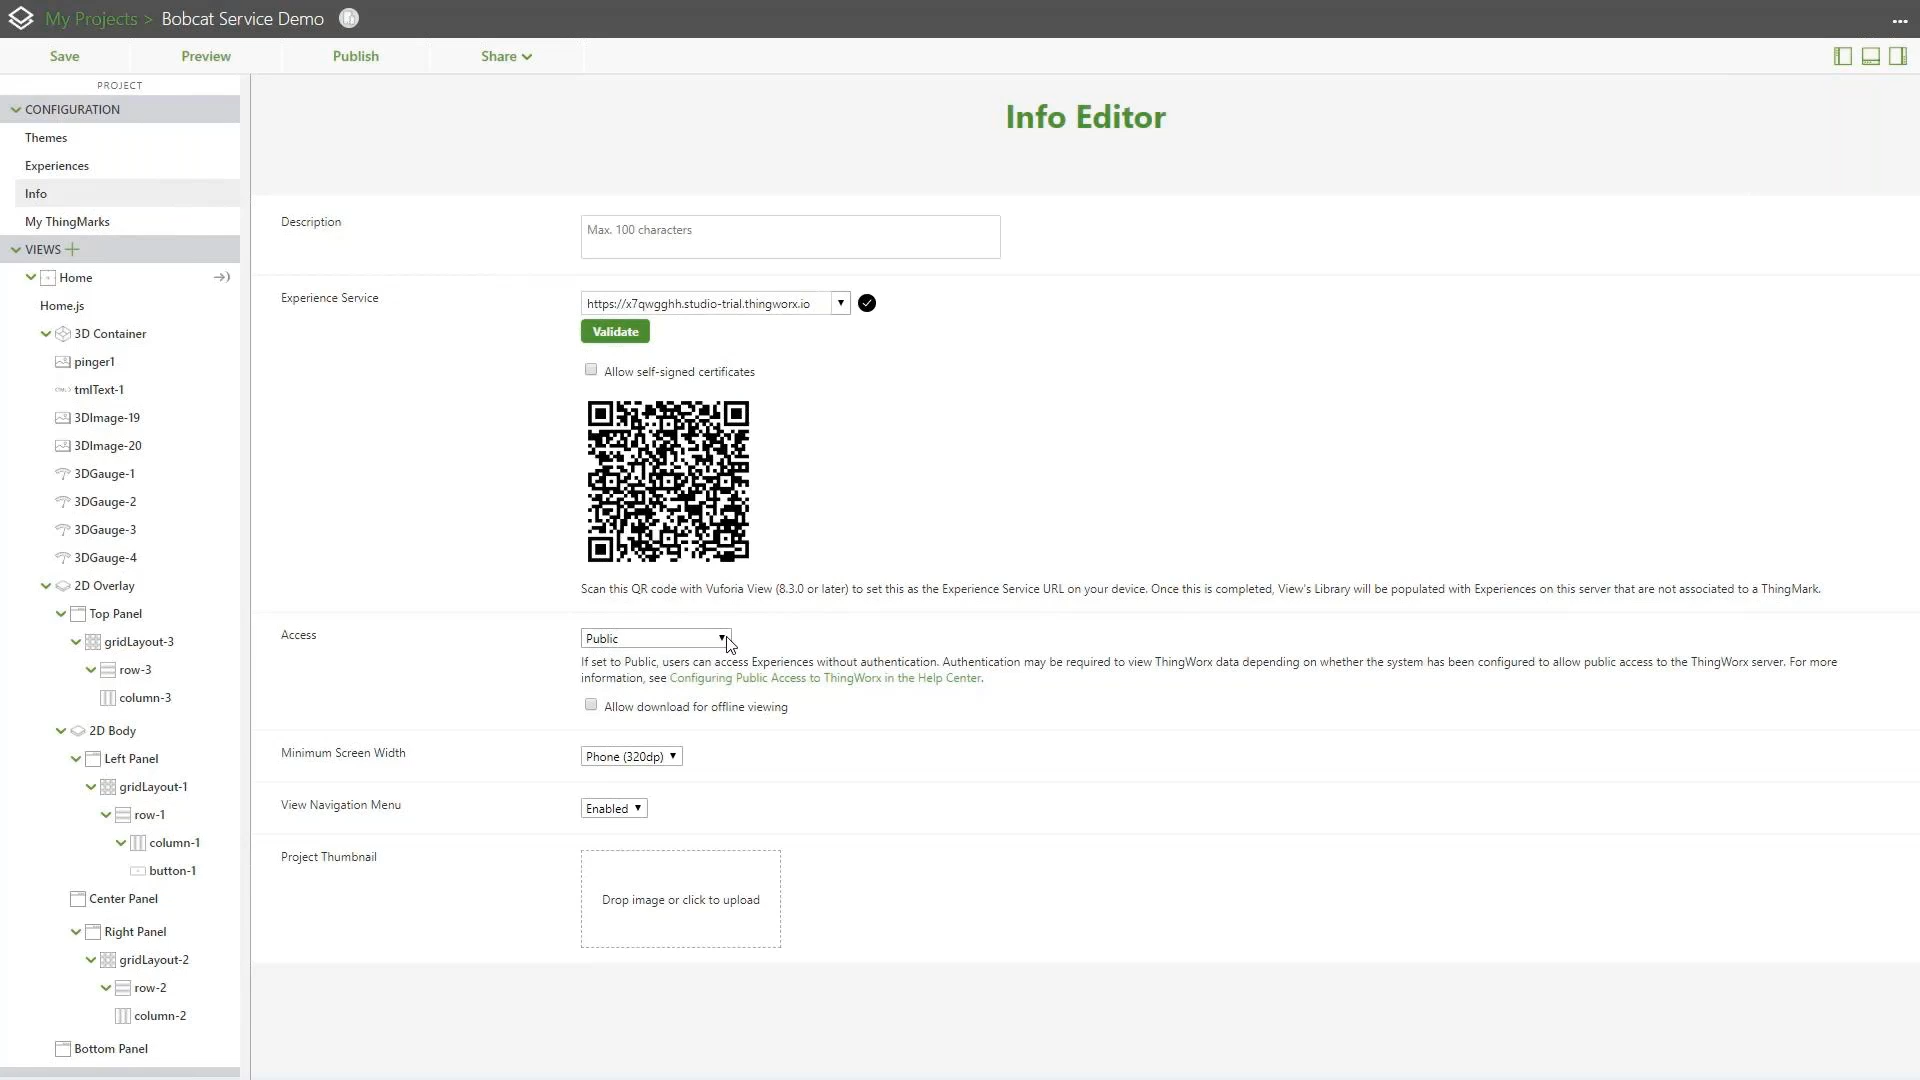 My Projects > Bobcat Service Demo
Save
Preview
Publish
Share
PROJECT
CONFIGURATION
Themes
Experiences
Info
My ThingMarks
VIEWS
Home
Home.js
3D Container
pinger1
tmlText-1
3DImage-19
3DImage-20
3DGauge-1
3DGauge-2
3DGauge-3
3DGauge-4
2D Overlay
Top Panel
gridLayout-3
row-3
column-3
2D Body
Left Panel
gridLayout-1
row-1
column-1
button-1
Center Panel
Right Panel
gridLayout-2
row-2
column-2
Bottom Panel
Info Editor
Description
Max. 100 characters
Experience Service
https://x7qwgghh.studio-trial.thingworx.io
Validate
Allow self-signed certificates
Scan this QR code with Vuforia View (8.3.0 or later) to set this as the Experience Service URL on your device. Once this is completed, View's Library will be populated with Experiences on this server that are not associated to a ThingMark.
Access
Public
If set to Public, users can access Experiences without authentication. Authentication may be required to view ThingWorx data depending on whether the system has been configured to allow public access to the ThingWorx server. For more
information, see Configuring Public Access to ThingWorx in the Help Center.
Allow download for offline viewing
Minimum Screen Width
Phone (320dp)
View Navigation Menu
Enabled
Project Thumbnail
Drop image or click to upload